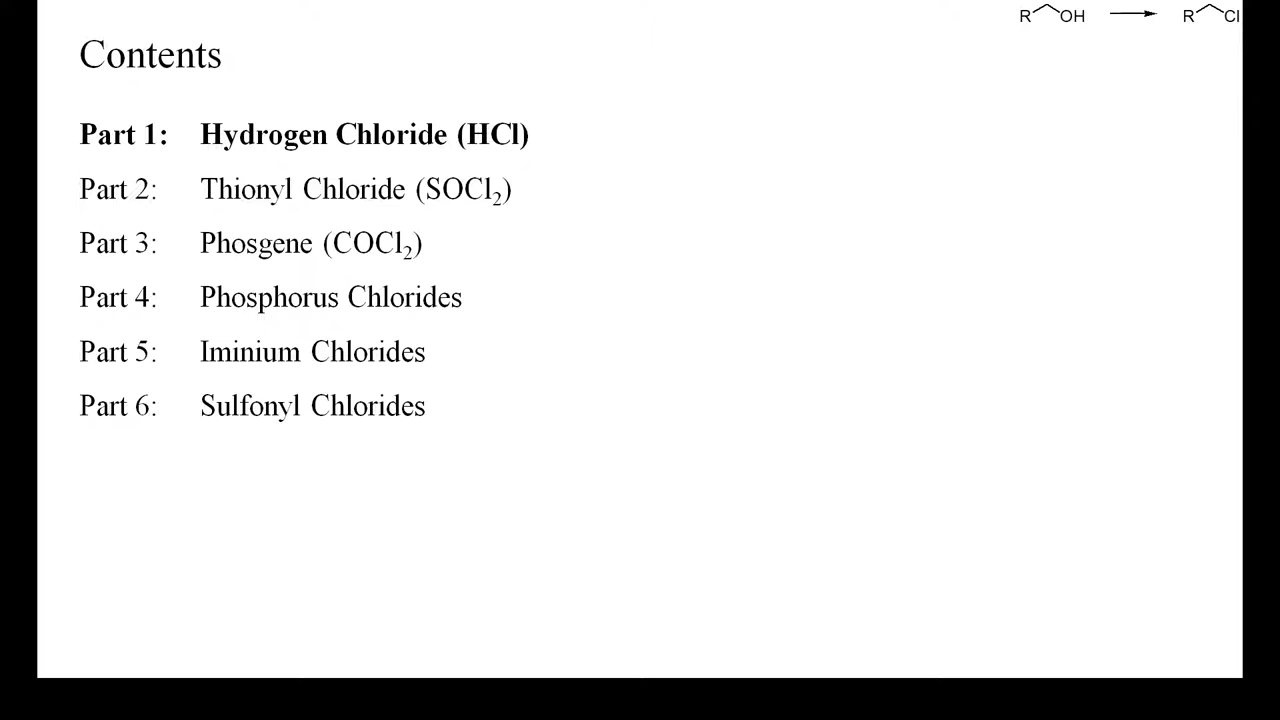 R OH R Cl
Contents
Part 1: Hydrogen Chloride (HCl)
Part 2: Thionyl Chloride (SOCl₂)
Part 3: Phosgene (COCl₂)
Part 4: Phosphorus Chlorides
Part 5: Iminium Chlorides
Part 6: Sulfonyl Chlorides